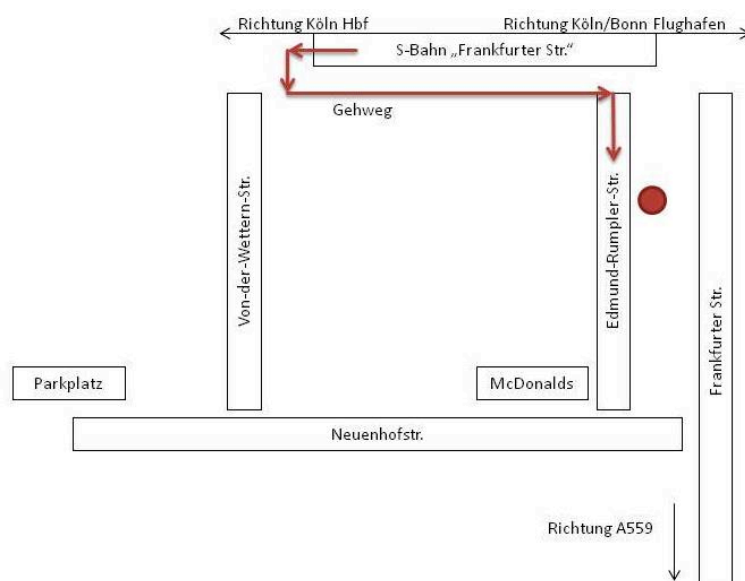 Richtung Köln Hbf
Richtung Köln/Bonn Flughafen
S-Bahn „Frankfurter Str.“
Gehweg
Von-der-Wettern-Str.
Edmund-Rumpler-Str.
Frankfurter Str.
Parkplatz
McDonalds
Neuenhofstr.
Richtung A559